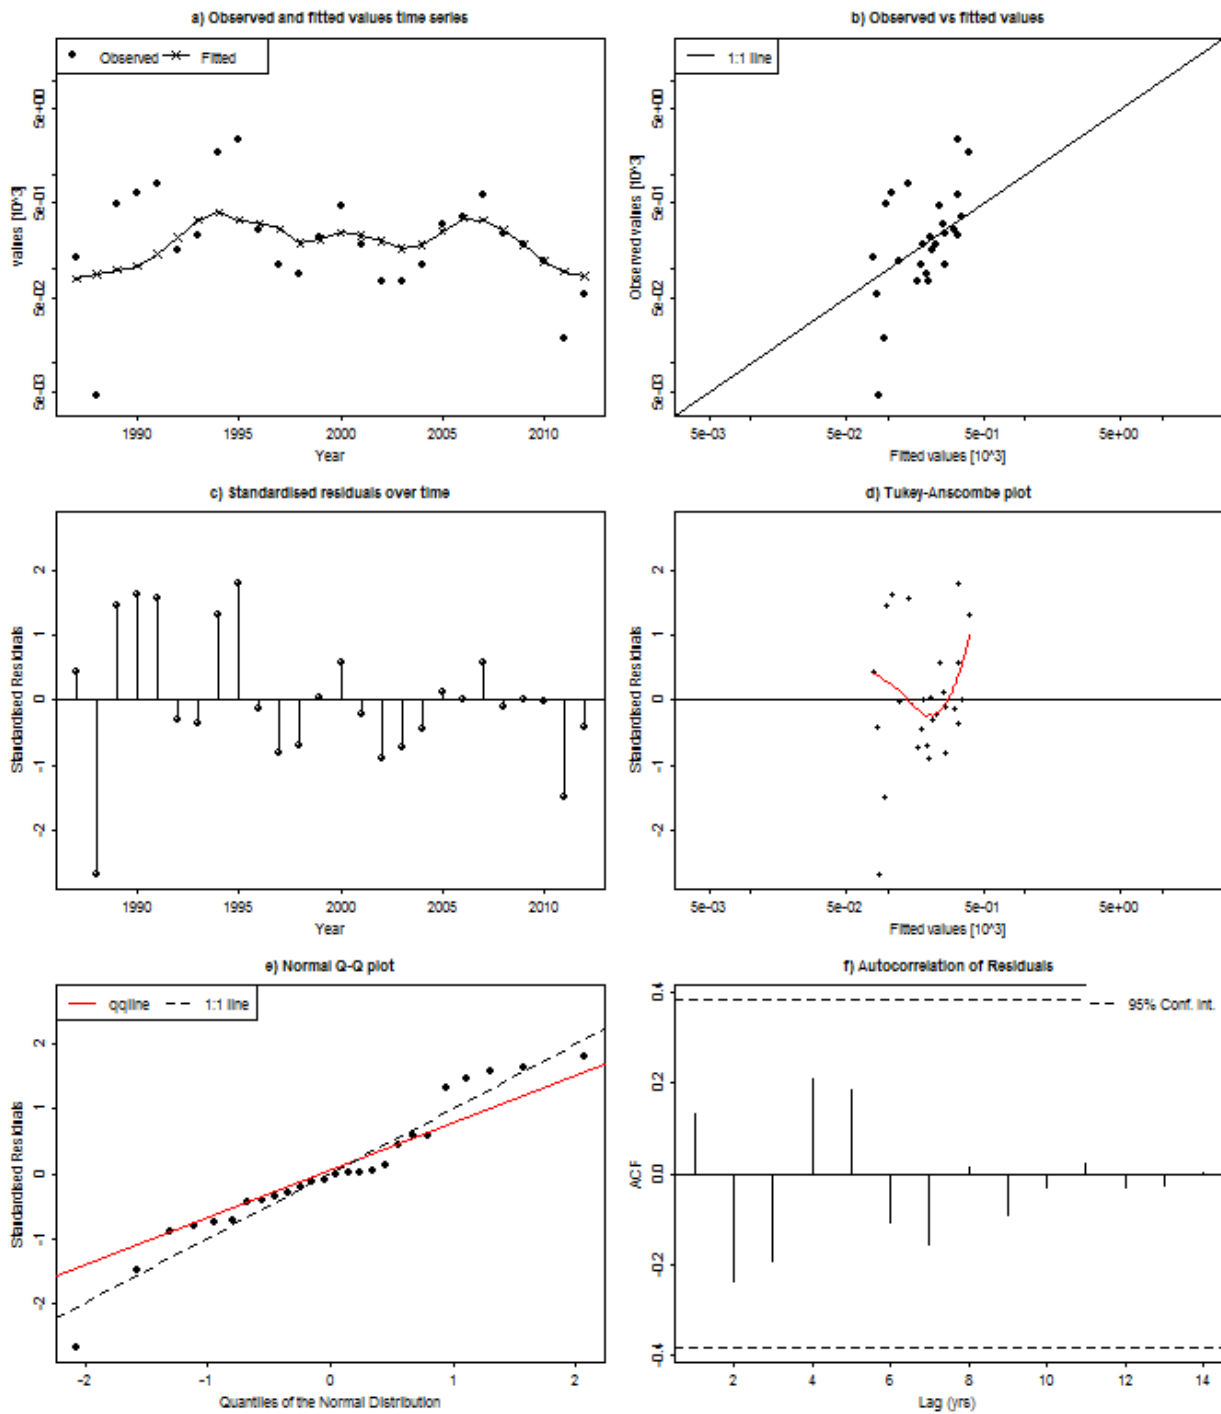 a) Observed and fitted values time series
Observed Fitted
values [10^3]
5e+00
5e-01
5e-02
5e-03
1990 1995 2000 2005 2010
Year
b) Observed vs fitted values
1:1 line
Observed values [10^3]
5e+00
5e-01
5e-02
5e-03
5e-03 5e-02 5e-01 5e+00
Fitted values [10^3]
c) Standardised residuals over time
Standardised Residuals
2
1
0
-1
-2
1990 1995 2000 2005 2010
Year
d) Tukey-Anscombe plot
Standardised Residuals
2
1
0
-1
-2
5e-03 5e-02 5e-01 5e+00
Fitted values [10^3]
e) Normal Q-Q plot
qqline 1:1 line
Standardised Residuals
2
1
0
-1
-2
-2 -1 0 1 2
Quantiles of the Normal Distribution
f) Autocorrelation of Residuals
95% Conf. Int.
ACF
0.4
0.2
0.0
-0.2
-0.4
2 4 6 8 10 12 14
Lag (yrs)